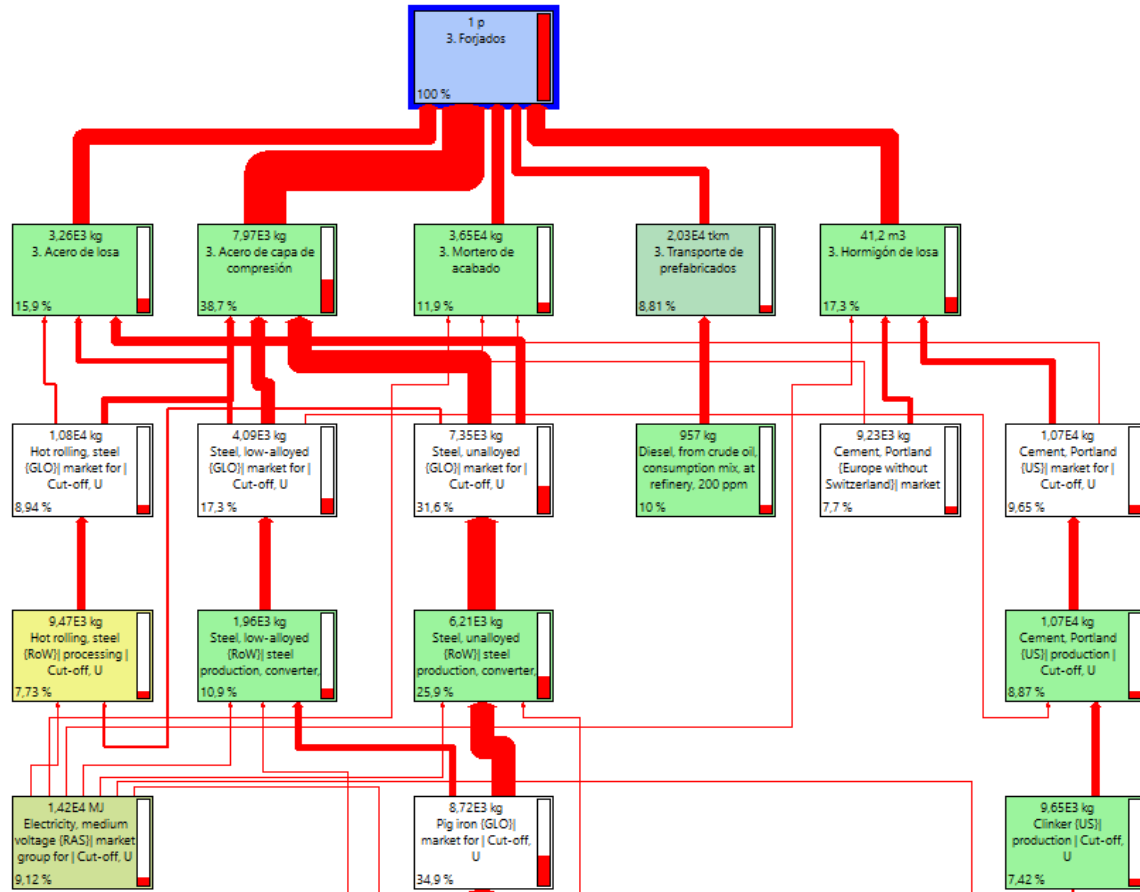 1 p
3. Forjados
100 %
3,26E3 kg
3. Acero de losa
15,9 %
7,97E3 kg
3. Acero de capa de
compresión
38,7 %
3,65E4 kg
3. Mortero de
acabado
11,9 %
2,03E4 tkm
3. Transporte de
prefabricados
8,81 %
41,2 m3
3. Hormigón de losa
17,3 %
1,08E4 kg
Hot rolling, steel
{GLO}| market for |
Cut-off, U
8,94 %
4,09E3 kg
Steel, low-alloyed
{GLO}| market for |
Cut-off, U
17,3 %
7,35E3 kg
Steel, unalloyed
{GLO}| market for |
Cut-off, U
31,6 %
957 kg
Diesel, from crude oil,
consumption mix, at
refinery, 200 ppm
10 %
9,23E3 kg
Cement, Portland
{Europe without
Switzerland}| market
7,7 %
1,07E4 kg
Cement, Portland
{US}| market for |
Cut-off, U
9,65 %
9,47E3 kg
Hot rolling, steel
{RoW}| processing |
Cut-off, U
7,73 %
1,96E3 kg
Steel, low-alloyed
{RoW}| steel
production, converter,
10,9 %
6,21E3 kg
Steel, unalloyed
{RoW}| steel
production, converter,
25,9 %
1,07E4 kg
Cement, Portland
{US}| production |
Cut-off, U
8,87 %
1,42E4 MJ
Electricity, medium
voltage {RAS}| market
group for | Cut-off, U
9,12 %
8,72E3 kg
Pig iron {GLO}|
market for | Cut-off,
U
34,9 %
9,65E3 kg
Clinker {US}|
production | Cut-off,
U
7,42 %